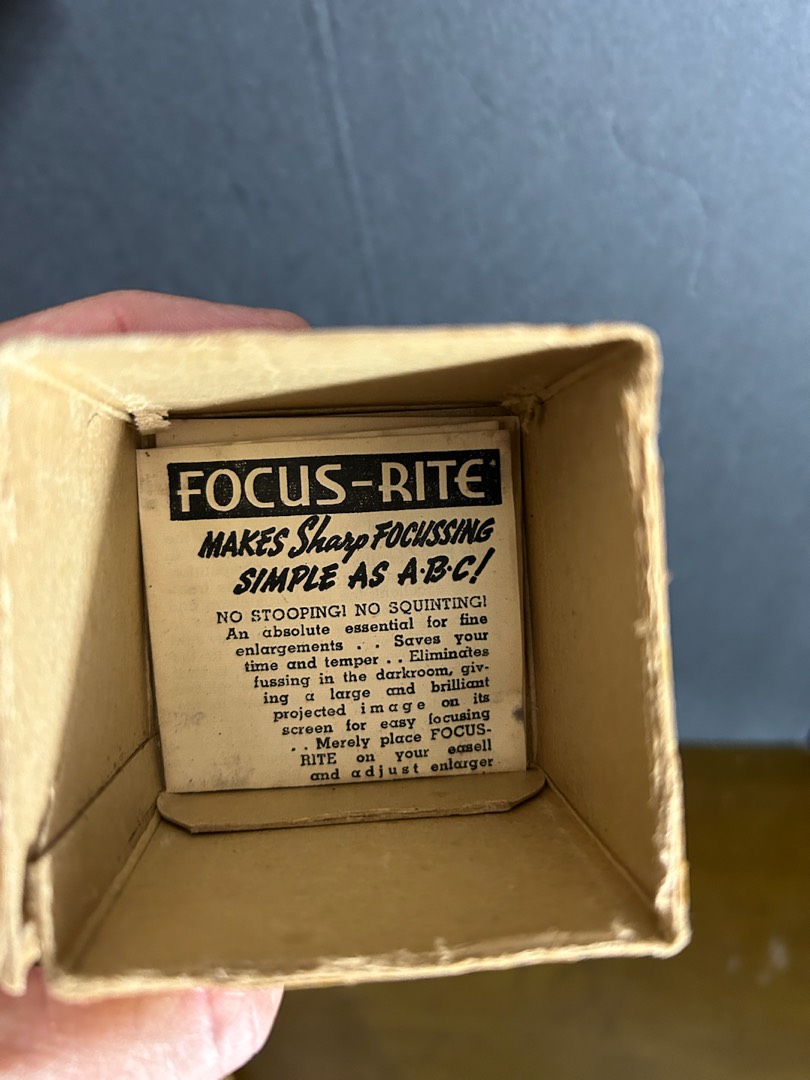 FOCUS-RITE
MAKES Sharp FOCUSSING
SIMPLE AS A·B·C!
NO STOOPING! NO SQUINTING!
An absolute essential for fine
enlargements . . Saves your
time and temper . . Eliminates
fussing in the darkroom, giv-
ing a large and brilliant
projected image on its
screen for easy focusing
. . Merely place FOCUS-
RITE on your easell
and adjust enlarger